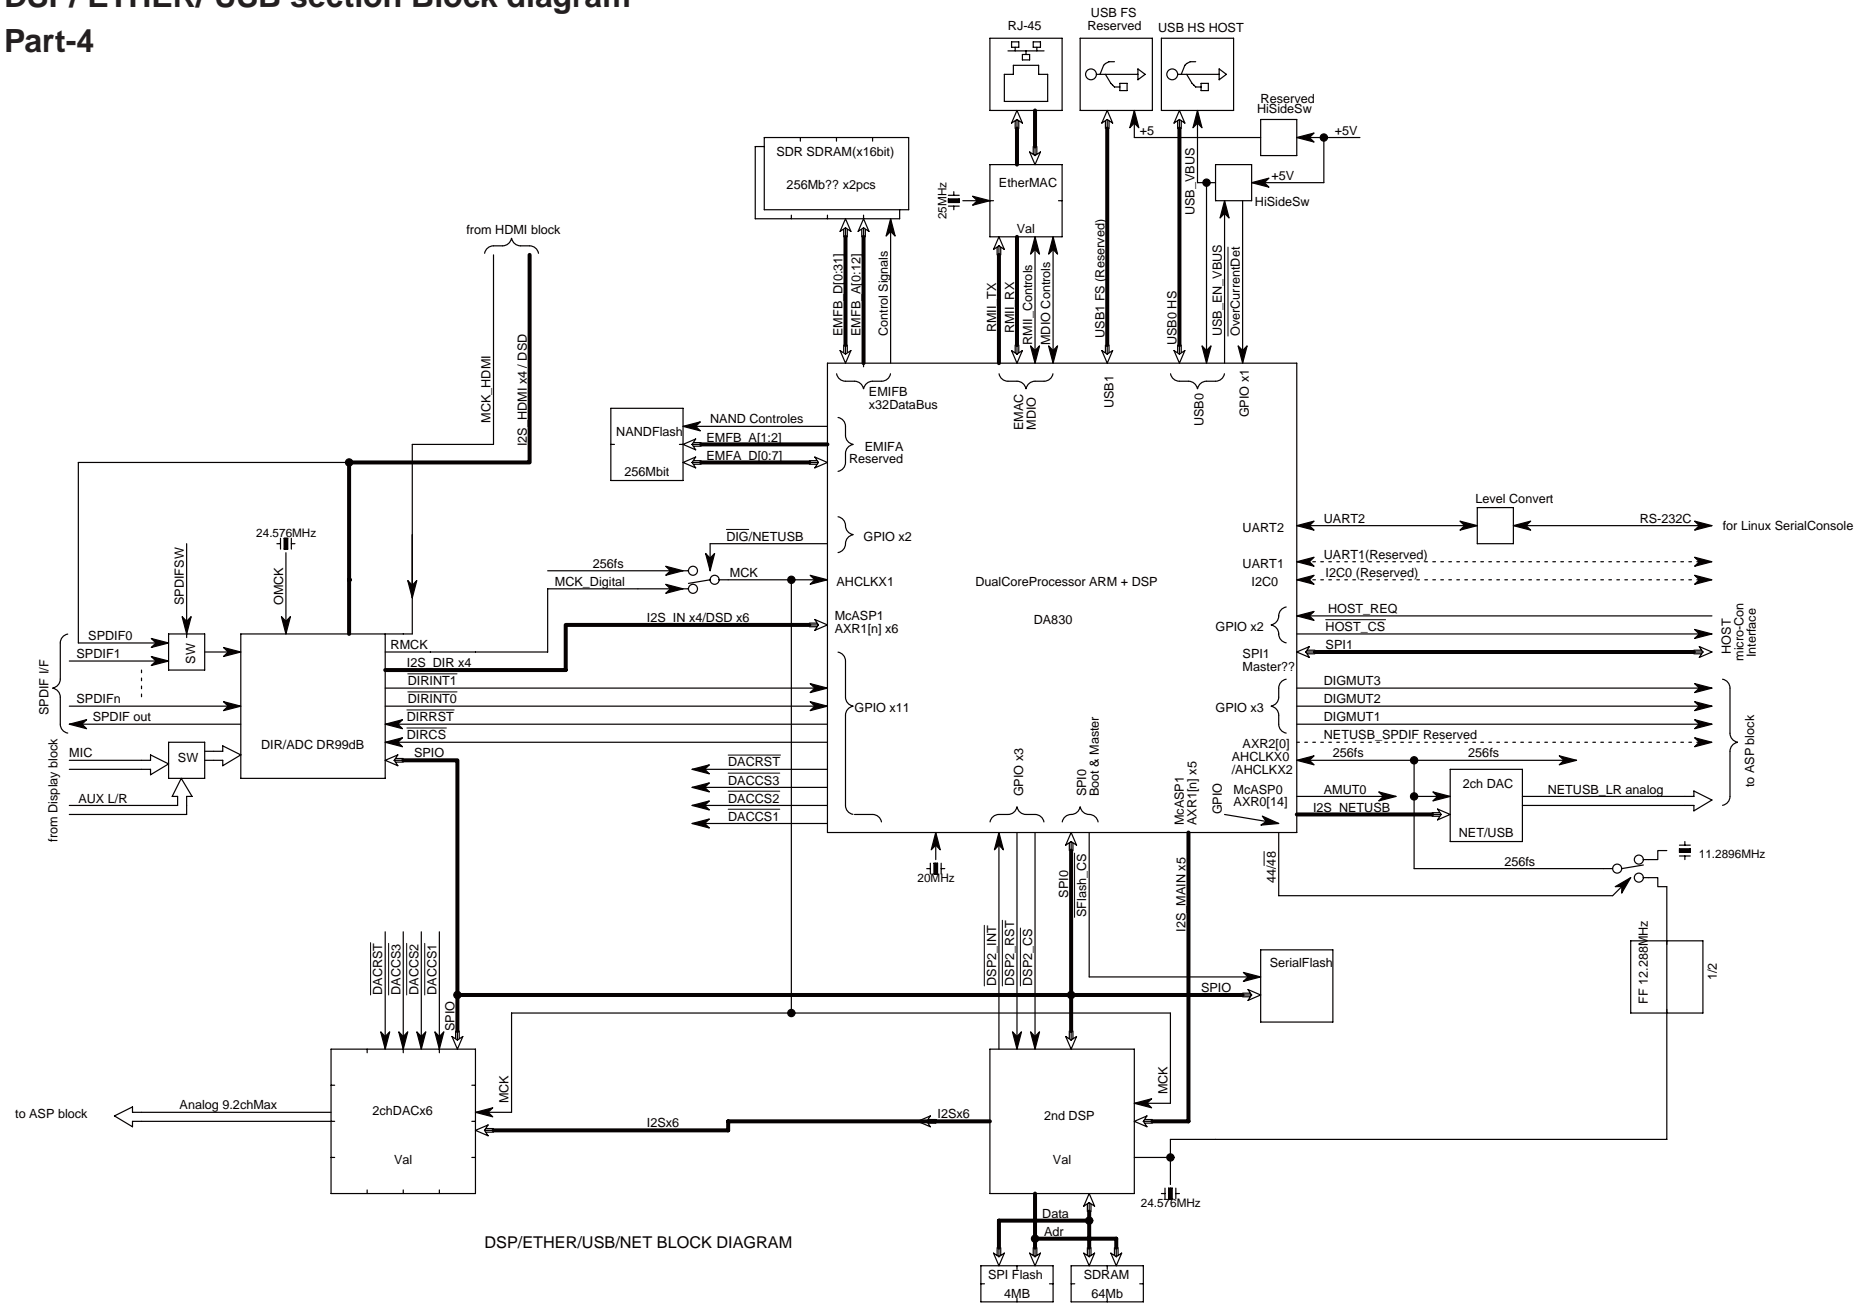 DSP/ ETHER/ USB section Block diagram
Part-4
RJ-45
USB FS
Reserved
USB HS HOST
Reserved
HiSideSw
+5
+5V
+5V
HiSideSw
USB_VBUS
SDR SDRAM(x16bit)
256Mb?? x2pcs
EtherMAC
Val
25MHz
from HDMI block
MCK_HDMI
I2S_HDMI x4 / DSD
EMFB_D[0:31]
EMFB_A[0:12]
Control Signals
RMII_TX
RMII_RX
RMII_Controls
MDIO Controls
USB1 FS (Reserved)
USB0 HS
USB_EN_VBUS
OverCurrentDet
EMIFB
x32DataBus
EMAC
MDIO
USB1
USB0
GPIO x1
NANDFlash
256Mbit
NAND Controles
EMFB_A[1:2]
EMFA_D[0:7]
EMIFA
Reserved
24.576MHz
OMCK
SPDIFSW
DIG/NETUSB
GPIO x2
256fs
MCK_Digital
MCK
AHCLKX1
I2S_IN x4/DSD x6
McASP1
AXR1[n] x6
DualCoreProcessor ARM + DSP
DA830
UART2
UART2
Level Convert
RS-232C
for Linux SerialConsole
UART1
UART1(Reserved)
I2C0
I2C0 (Reserved)
GPIO x2
HOST_REQ
HOST_CS
SPI1
Master??
SPI1
HOST
micro-Con
Interface
SPDIF I/F
SPDIF0
SPDIF1
SPDIFn
SPDIF out
SW
RMCK
I2S_DIR x4
DIRINT1
DIRINT0
DIRRST
DIRCS
SPIO
GPIO x11
DIR/ADC DR99dB
from Display block
MIC
AUX L/R
SW
DACRST
DACCS3
DACCS2
DACCS1
GPIO x3
DIGMUT3
DIGMUT2
DIGMUT1
AXR2[0]
NETUSB_SPDIF Reserved
AHCLKX0
/AHCLKX2
256fs
256fs
to ASP block
McASP0
AXR0[14]
AMUT0
I2S_NETUSB
2ch DAC
NET/USB
NETUSB_LR analog
GPIO x3
SPI0
Boot & Master
McASP1
AXR1[n] x5
GPIO
20MHz
44/48
256fs
11.2896MHz
SPI0
SFlash_CS
I2S_MAIN x5
DSP2_INT
DSP2_RST
DSP2_CS
DACRST
DACCS3
DACCS2
DACCS1
SPIO
SerialFlash
SPIO
FF 12.288MHz
1/2
MCK
MCK
to ASP block
Analog 9.2chMax
2chDACx6
Val
I2Sx6
I2Sx6
2nd DSP
Val
24.576MHz
Data
Adr
SPI Flash
4MB
SDRAM
64Mb
DSP/ETHER/USB/NET BLOCK DIAGRAM